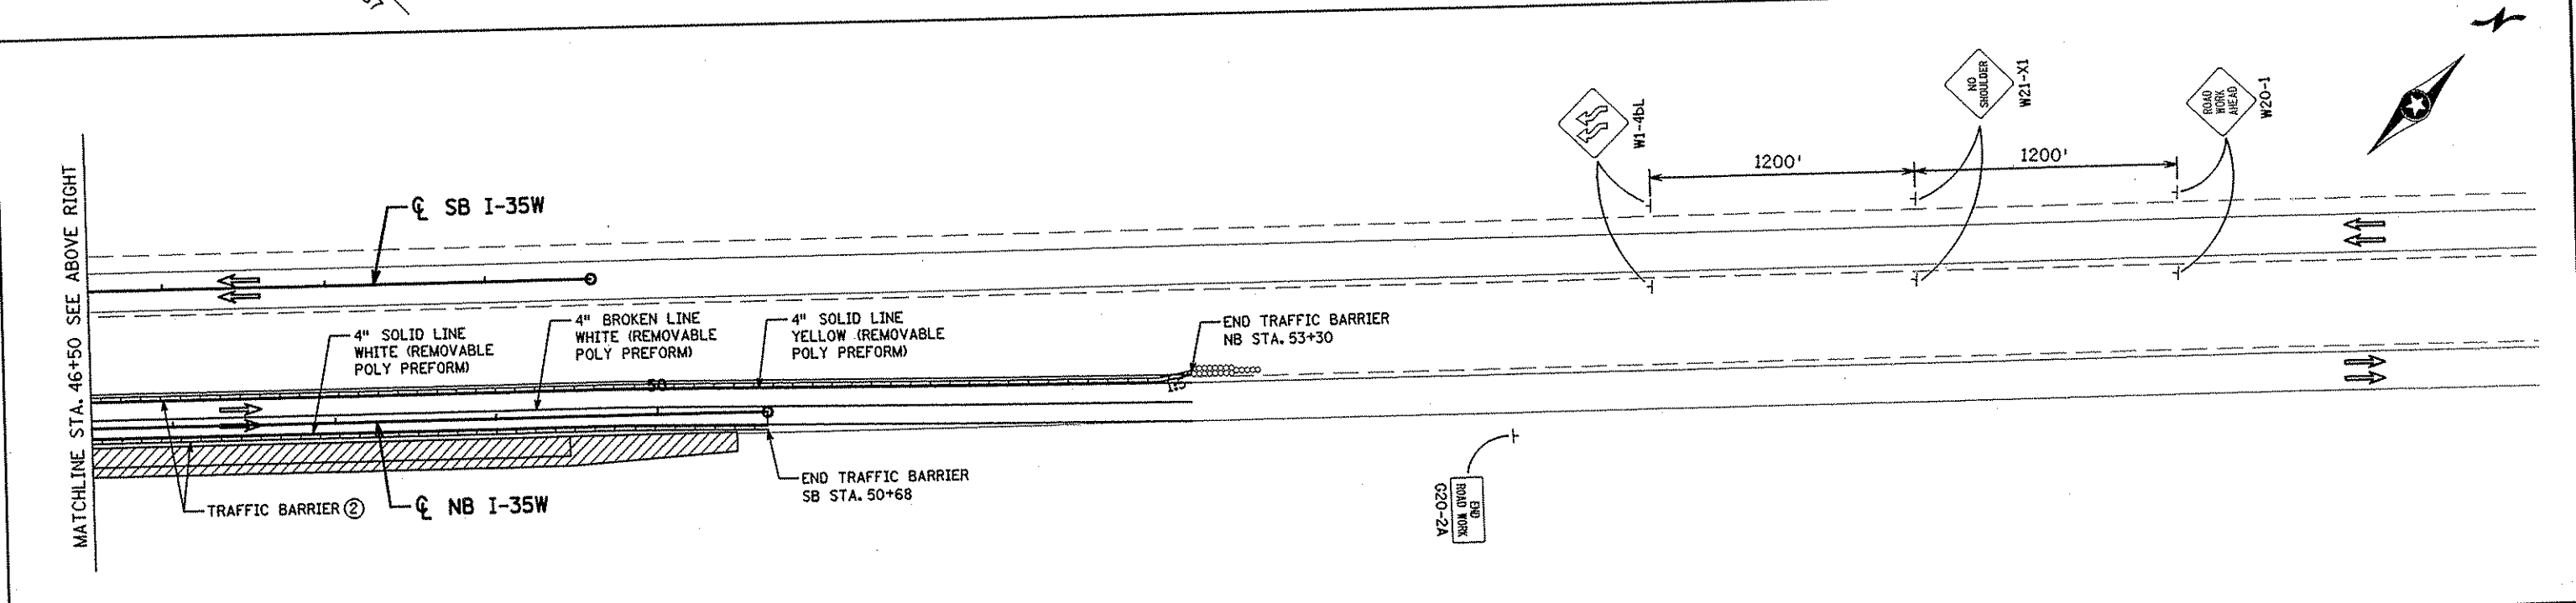 MATCHLINE STA. 46+50 SEE ABOVE RIGHT
℄ SB I-35W
4" SOLID LINE
WHITE (REMOVABLE
POLY PREFORM)
4" BROKEN LINE
WHITE (REMOVABLE
POLY PREFORM)
4" SOLID LINE
YELLOW (REMOVABLE
POLY PREFORM)
END TRAFFIC BARRIER
NB STA. 53+30
50
TRAFFIC BARRIER ②
℄ NB I-35W
END TRAFFIC BARRIER
SB STA. 50+68
W1-4bL
1200'
NO
SHOULDER
W21-X1
1200'
ROAD
WORK
AHEAD
W20-1
END
ROAD WORK
G20-2A
N